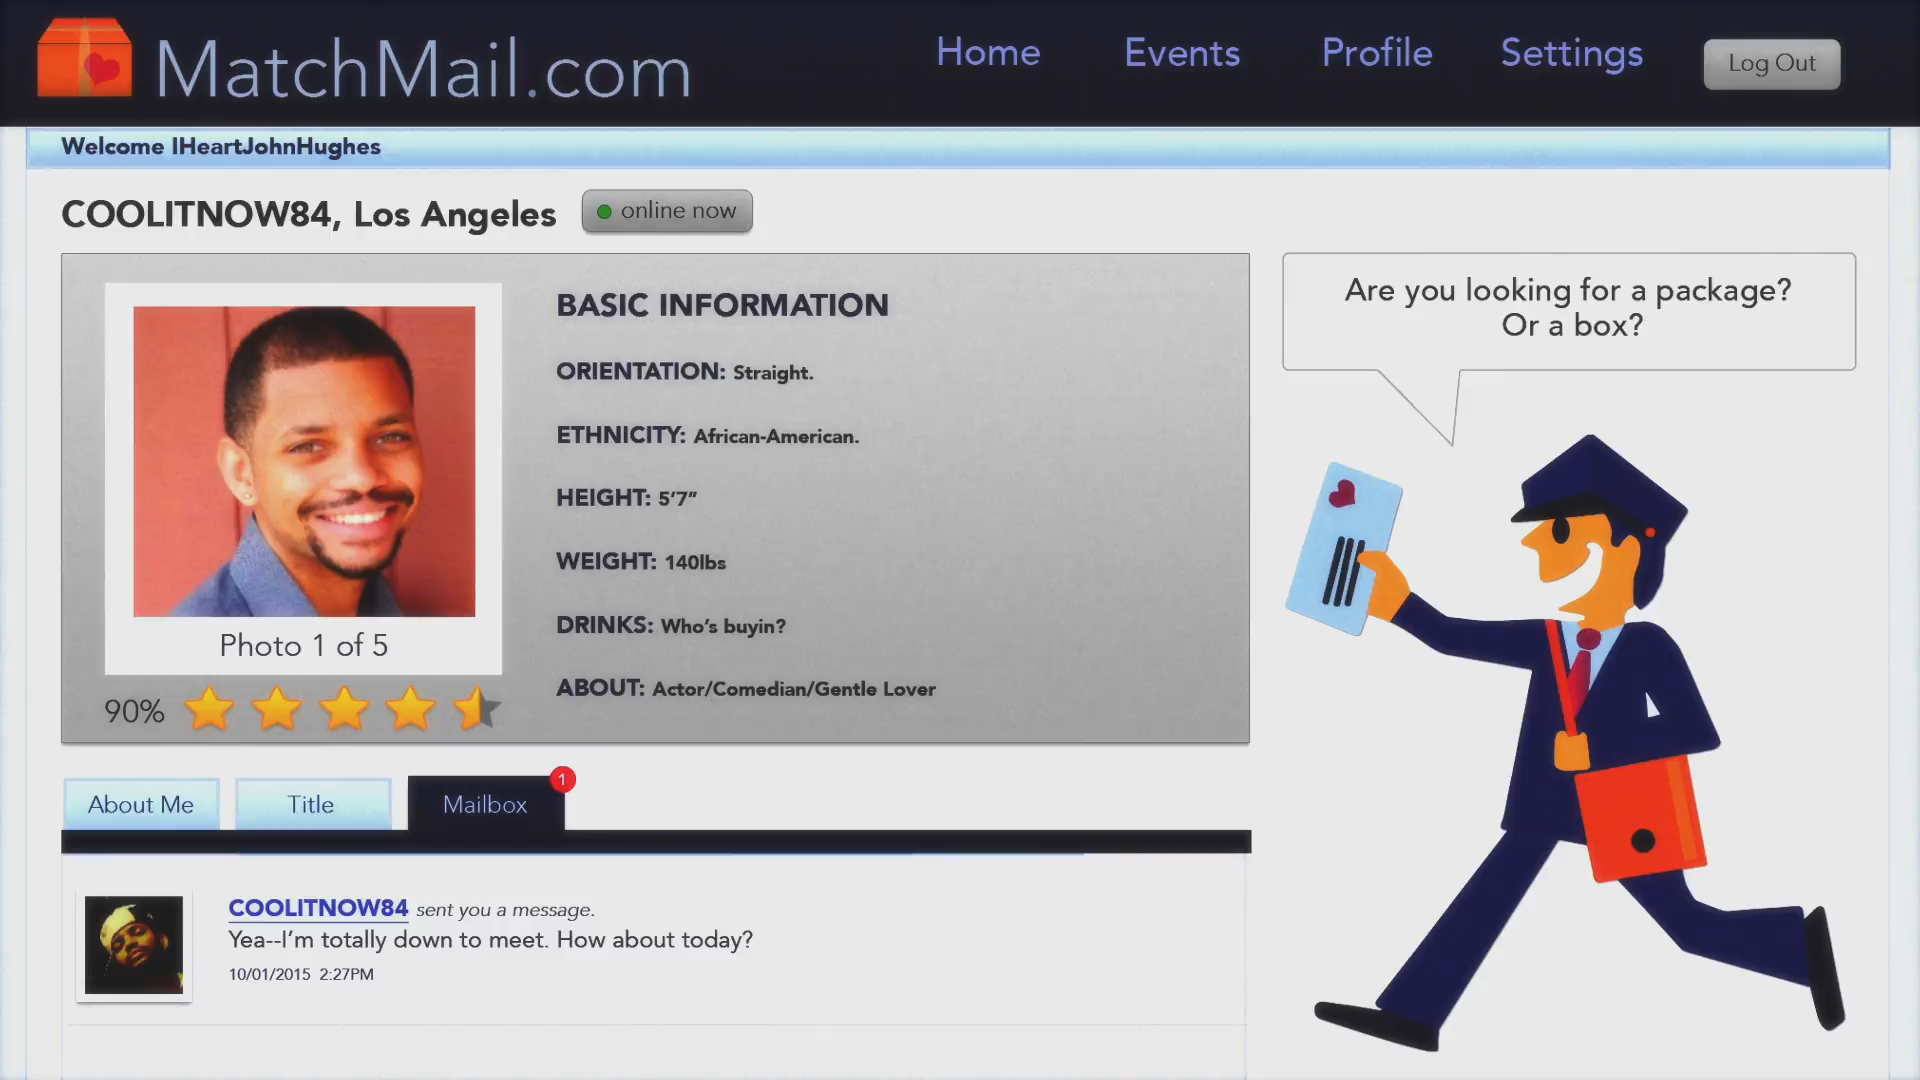 MatchMail.com
Home
Events
Profile
Settings
Log Out
Welcome IHeartJohnHughes
COOLITNOW84, Los Angeles
online now
Photo 1 of 5
90%
BASIC INFORMATION
ORIENTATION: Straight.
ETHNICITY: African-American.
HEIGHT: 5'7"
WEIGHT: 140lbs
DRINKS: Who's buyin?
ABOUT: Actor/Comedian/Gentle Lover
Are you looking for a package?
Or a box?
About Me
Title
Mailbox
1
COOLITNOW84 sent you a message.
Yea--I'm totally down to meet. How about today?
10/01/2015 2:27PM